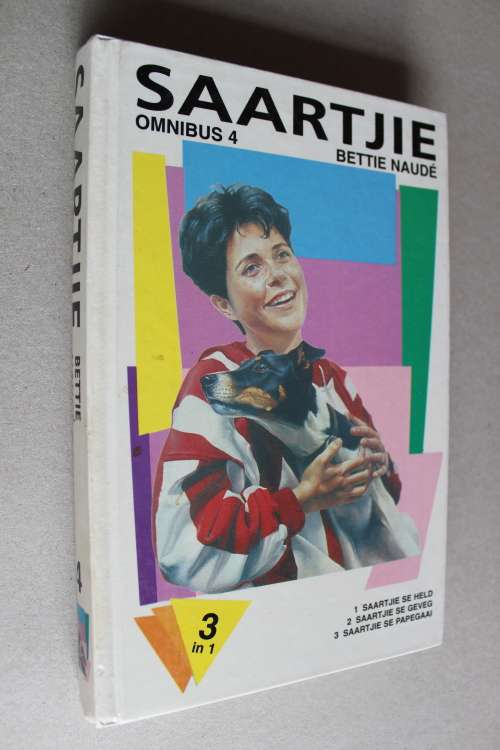 SAARTJIE
OMNIBUS 4
BETTIE NAUDÉ
3
in 1
1 SAARTJIE SE HELD
2 SAARTJIE SE GEVEG
3 SAARTJIE SE PAPEGAAI
SAARTJIE
BETTIE
4